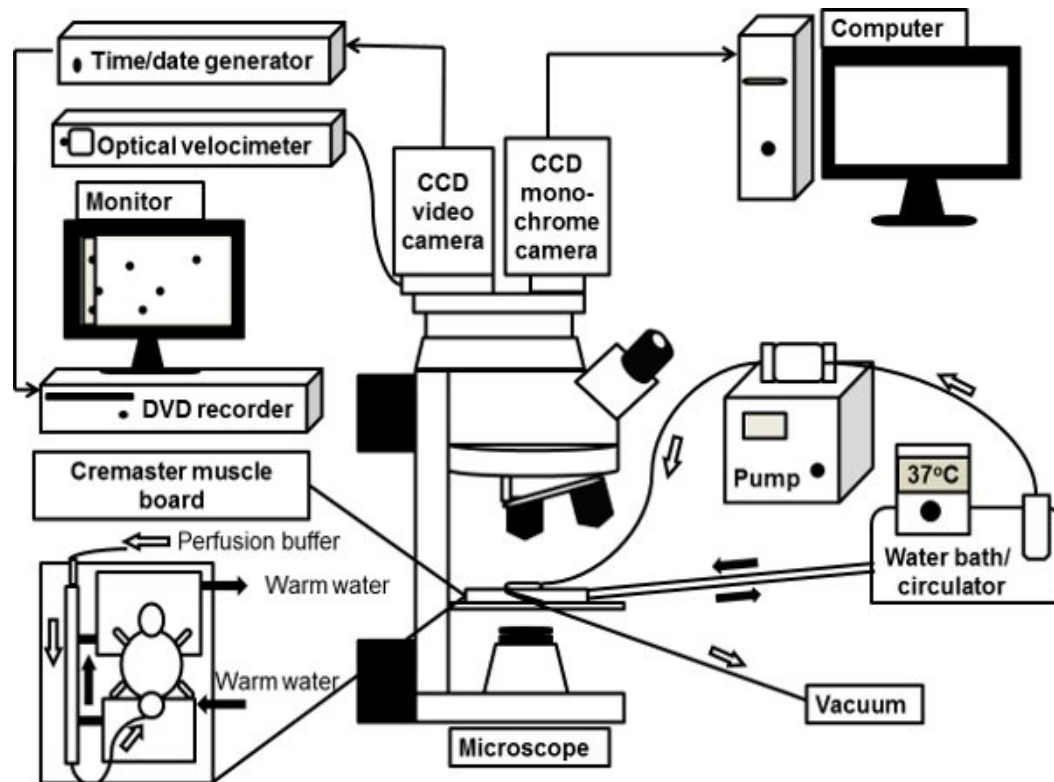 Computer
Time/date generator
Optical velocimeter
CCD
video
camera
CCD
mono-
chrome
camera
Monitor
DVD recorder
Cremaster muscle
board
Pump
37°C
Water bath/
circulator
Perfusion buffer
Warm water
Warm water
Vacuum
Microscope